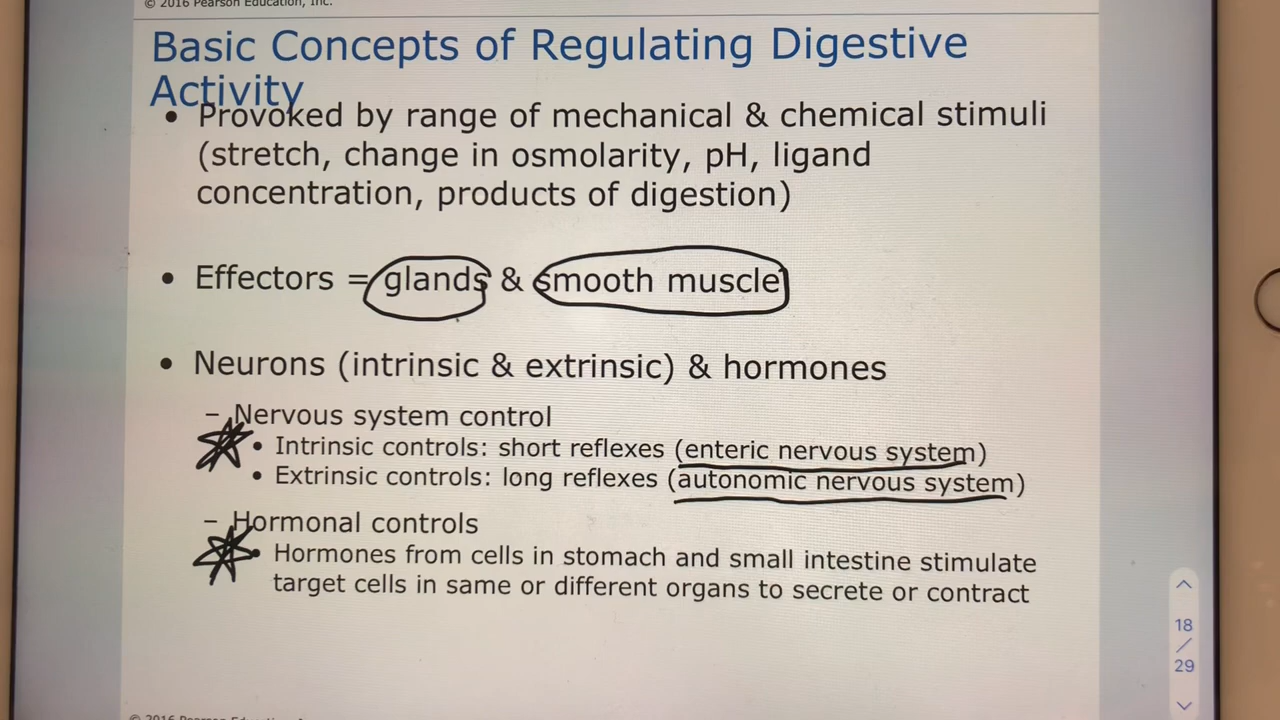 © 2016 Pearson Education, Inc.
Basic Concepts of Regulating Digestive
Activity
• Provoked by range of mechanical & chemical stimuli
(stretch, change in osmolarity, pH, ligand
concentration, products of digestion)
• Effectors = glands & smooth muscle
• Neurons (intrinsic & extrinsic) & hormones
– Nervous system control
• Intrinsic controls: short reflexes (enteric nervous system)
• Extrinsic controls: long reflexes (autonomic nervous system)
– Hormonal controls
• Hormones from cells in stomach and small intestine stimulate
target cells in same or different organs to secrete or contract
18
/
29
© 2016 Pearson